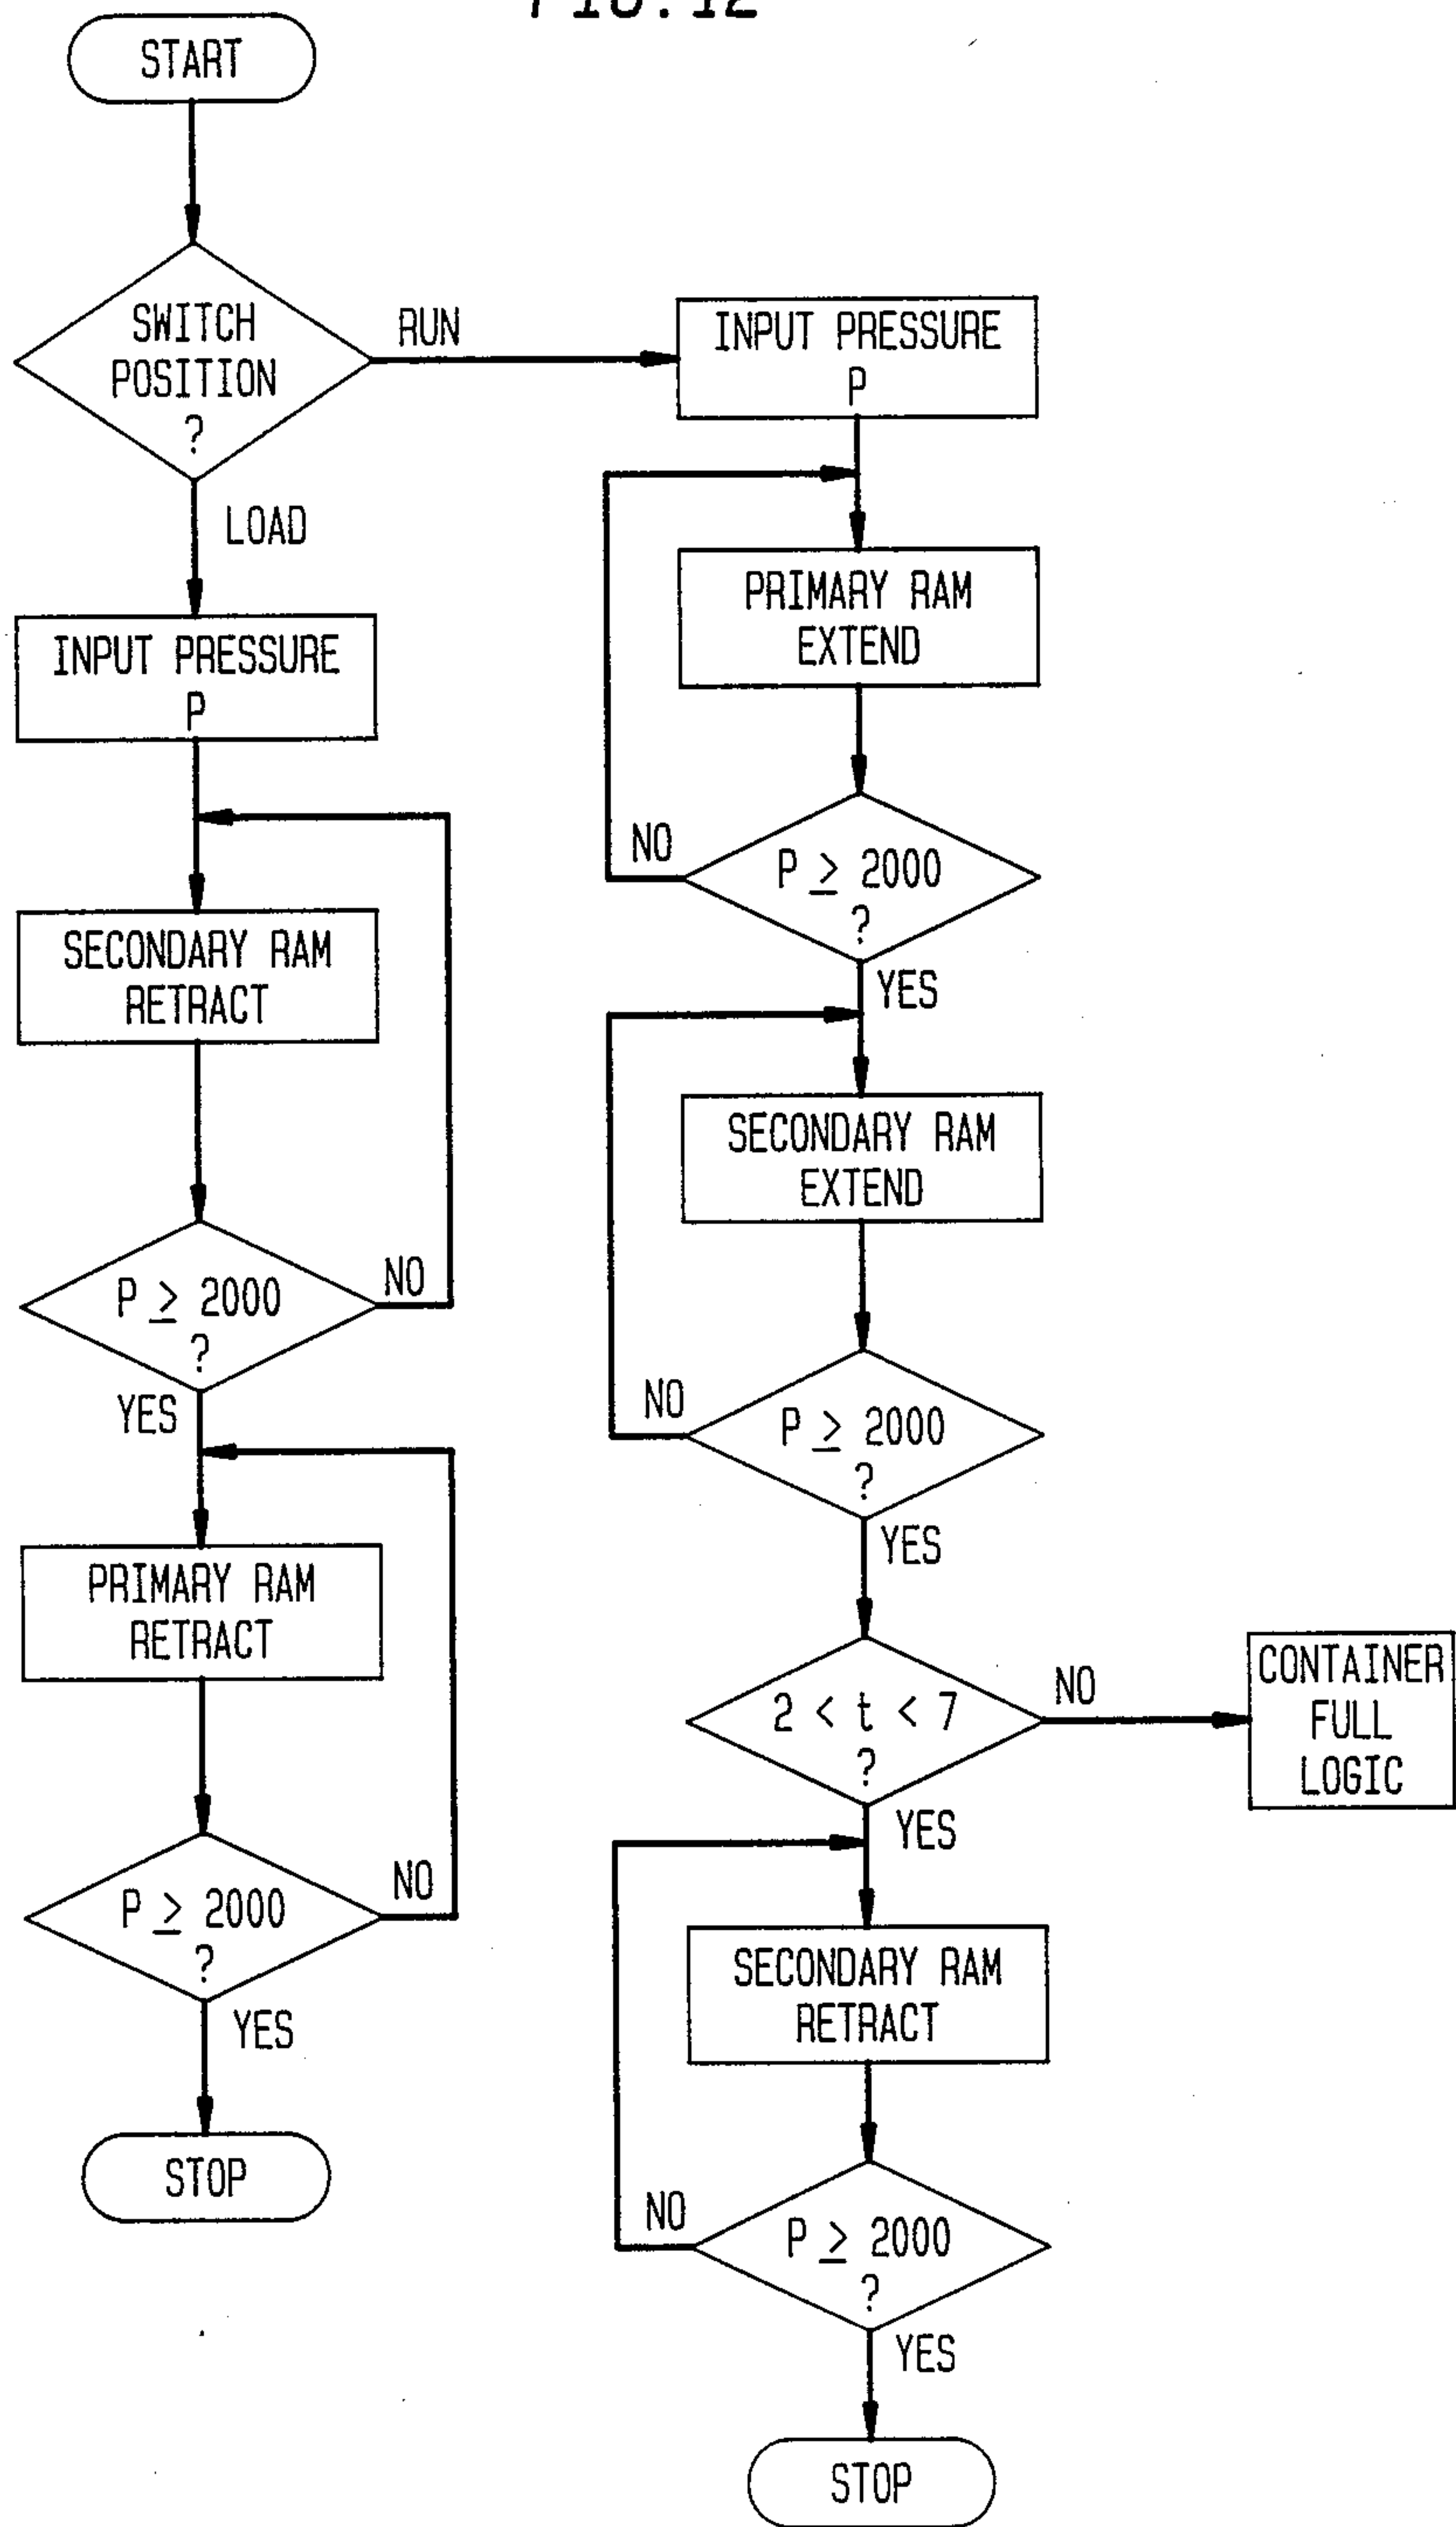 FIG. 12
START
SWITCH
POSITION
?
RUN
LOAD
INPUT PRESSURE
P
SECONDARY RAM
RETRACT
P ≥ 2000
?
NO
YES
PRIMARY RAM
RETRACT
P ≥ 2000
?
NO
YES
STOP
INPUT PRESSURE
P
PRIMARY RAM
EXTEND
P ≥ 2000
?
NO
YES
SECONDARY RAM
EXTEND
P ≥ 2000
?
NO
YES
2 < t < 7
?
NO
CONTAINER
FULL
LOGIC
YES
SECONDARY RAM
RETRACT
P ≥ 2000
?
NO
YES
STOP